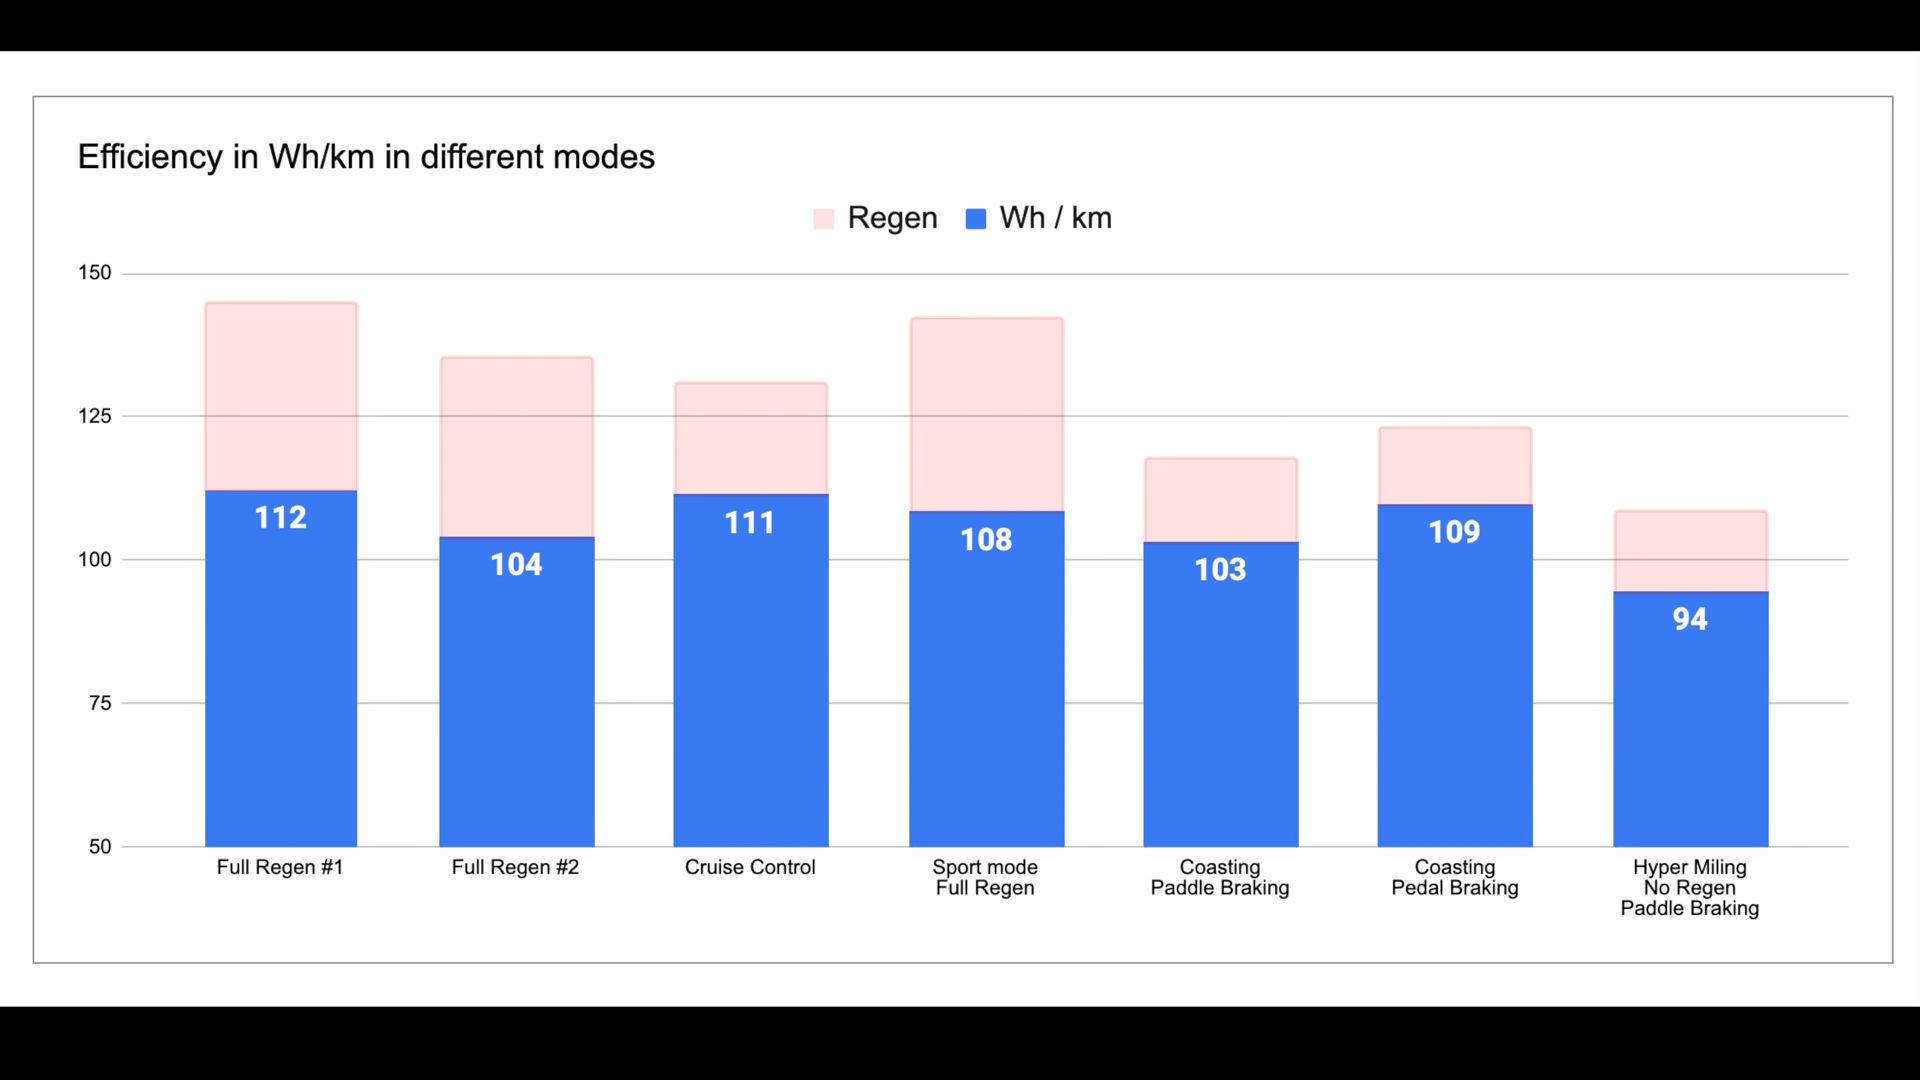 Efficiency in Wh/km in different modes
Regen Wh / km
150
125
100
75
50
112
104
111
108
103
109
94
Full Regen #1
Full Regen #2
Cruise Control
Sport mode
Full Regen
Coasting
Paddle Braking
Coasting
Pedal Braking
Hyper Miling
No Regen
Paddle Braking